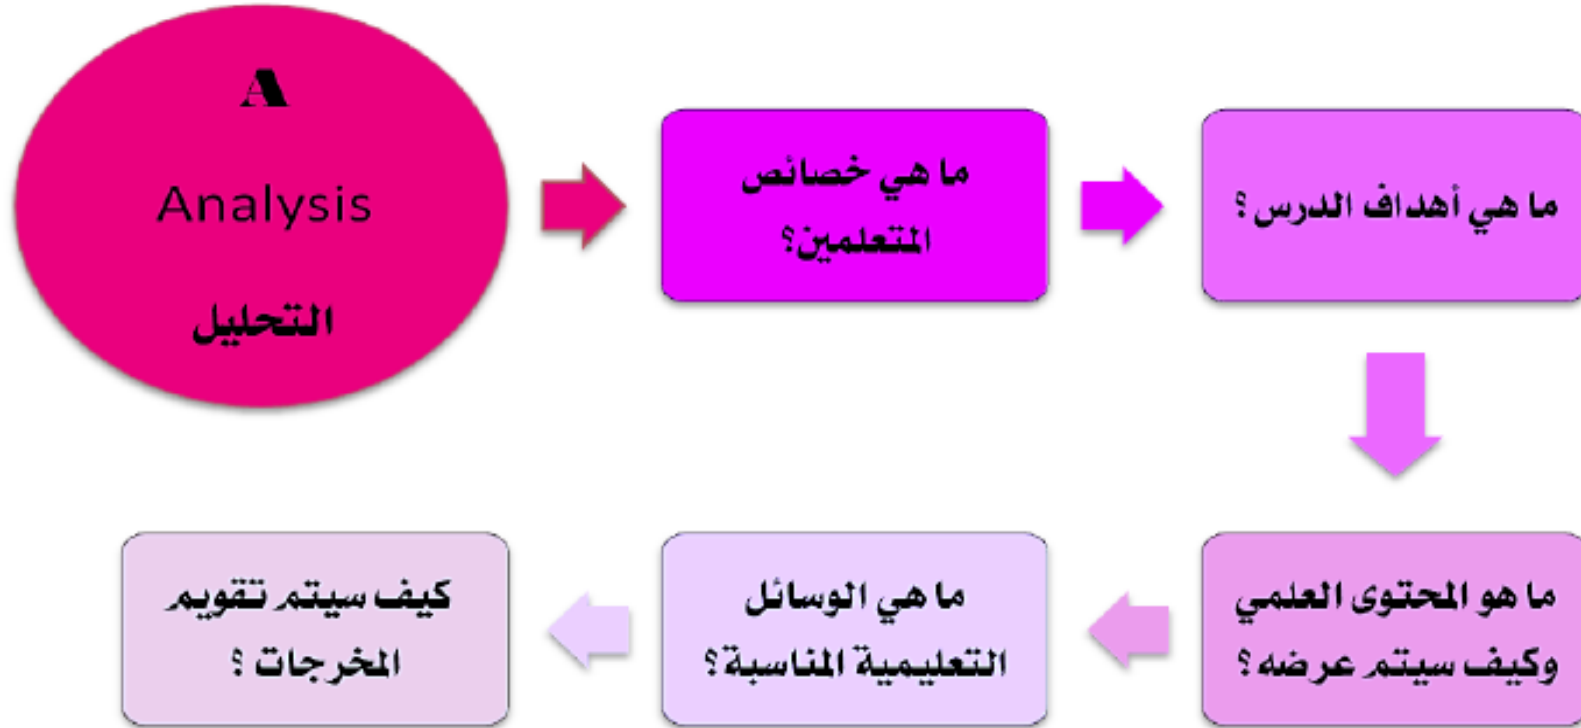 A
Analysis
التحليل
ما هي خصائص
المتعلمين؟
ما هي أهداف الدرس ؟
ما هو المحتوى العلمي
وكيف سيتم عرضه؟
ما هي الوسائل
التعليمية المناسبة؟
كيف سيتم تقويم
المخرجات ؟